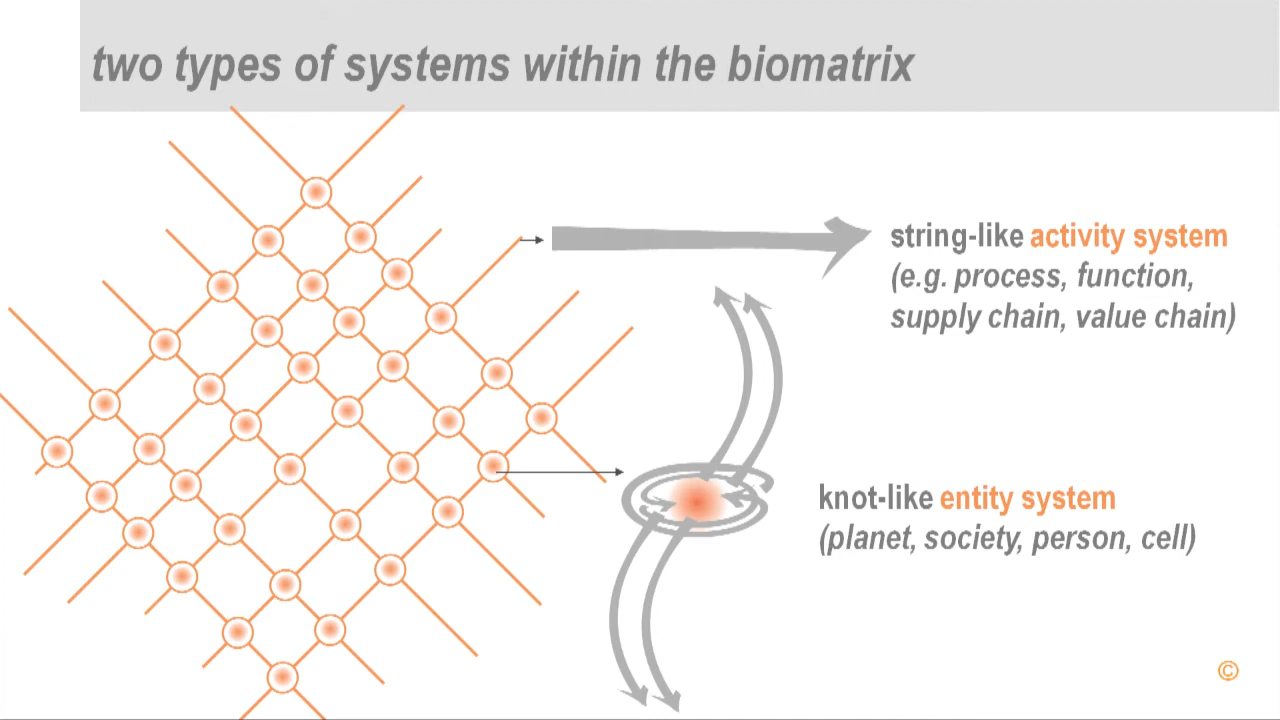 two types of systems within the biomatrix
string-like activity system
(e.g. process, function,
supply chain, value chain)
knot-like entity system
(planet, society, person, cell)
©